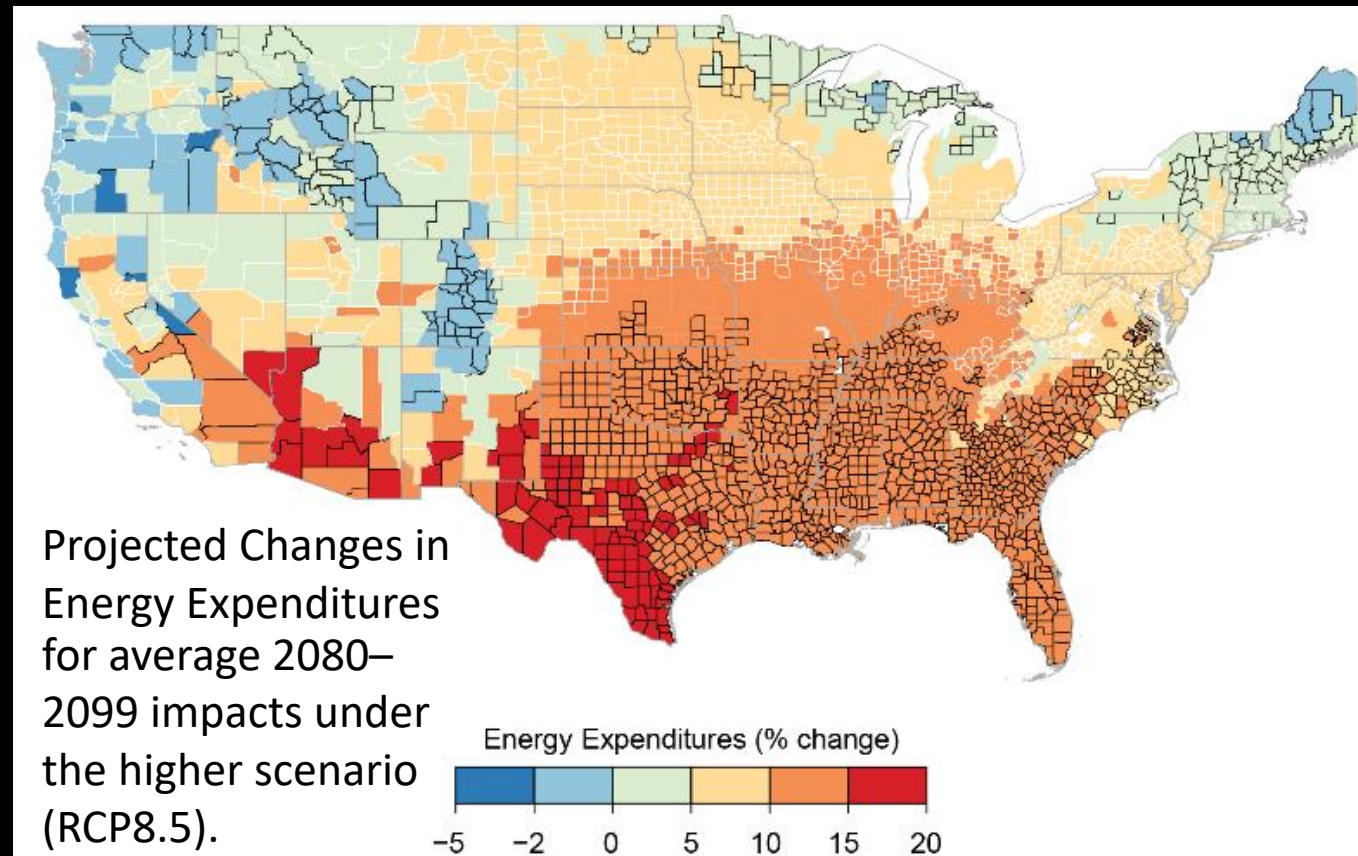 Projected Changes in
Energy Expenditures
for average 2080–
2099 impacts under
the higher scenario
(RCP8.5).
Energy Expenditures (% change)
−5 −2 0 5 10 15 20